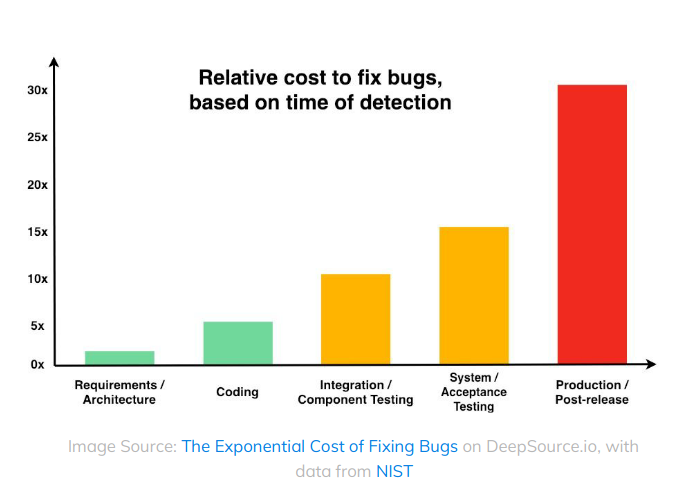 Relative cost to fix bugs,
based on time of detection
30x
25x
20x
15x
10x
5x
0x
Requirements /
Architecture
Coding
Integration /
Component Testing
System /
Acceptance
Testing
Production /
Post-release
Image Source: The Exponential Cost of Fixing Bugs on DeepSource.io, with
data from NIST